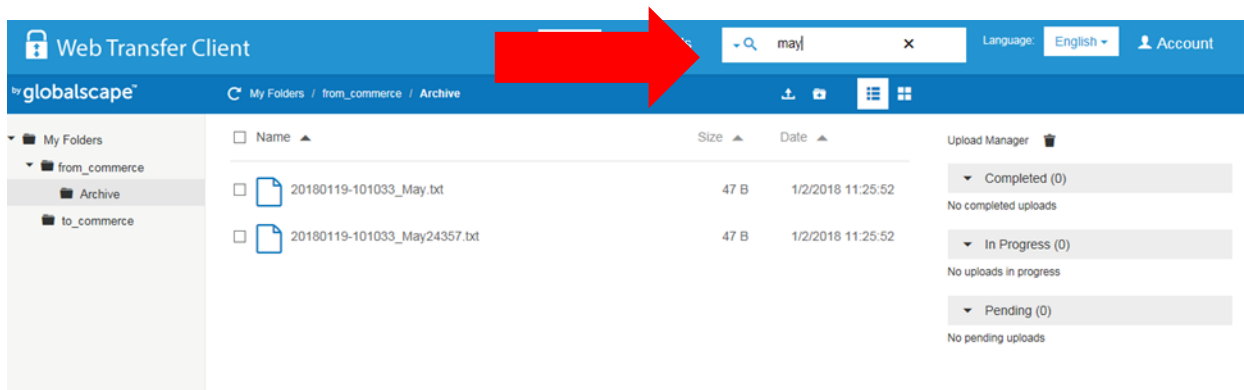 Web Transfer Client
may
Language:
English
Account
by globalscape™
My Folders / from_commerce / Archive
My Folders
from_commerce
Archive
to_commerce
Name
Size
Date
20180119-101033_May.txt 47 B 1/2/2018 11:25:52
20180119-101033_May24357.txt 47 B 1/2/2018 11:25:52
Upload Manager
Completed (0)
No completed uploads
In Progress (0)
No uploads in progress
Pending (0)
No pending uploads